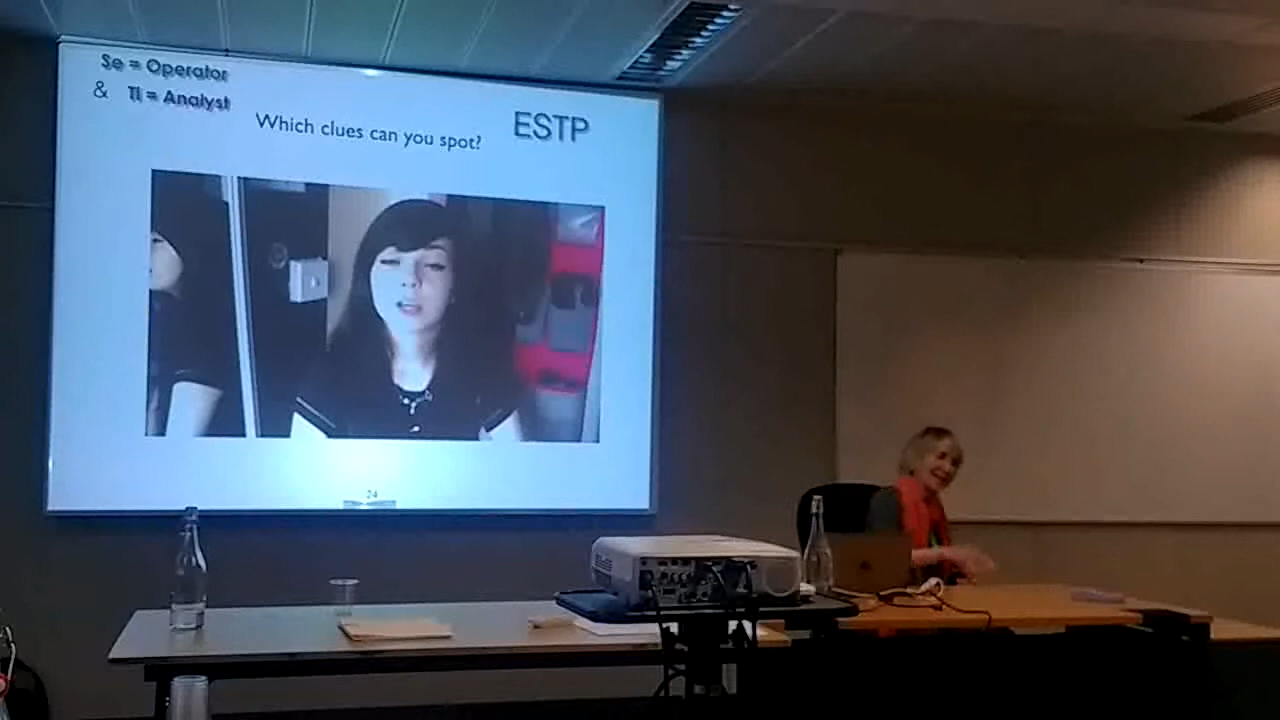 Se = Operator
& Ti = Analyst
Which clues can you spot?
ESTP
24